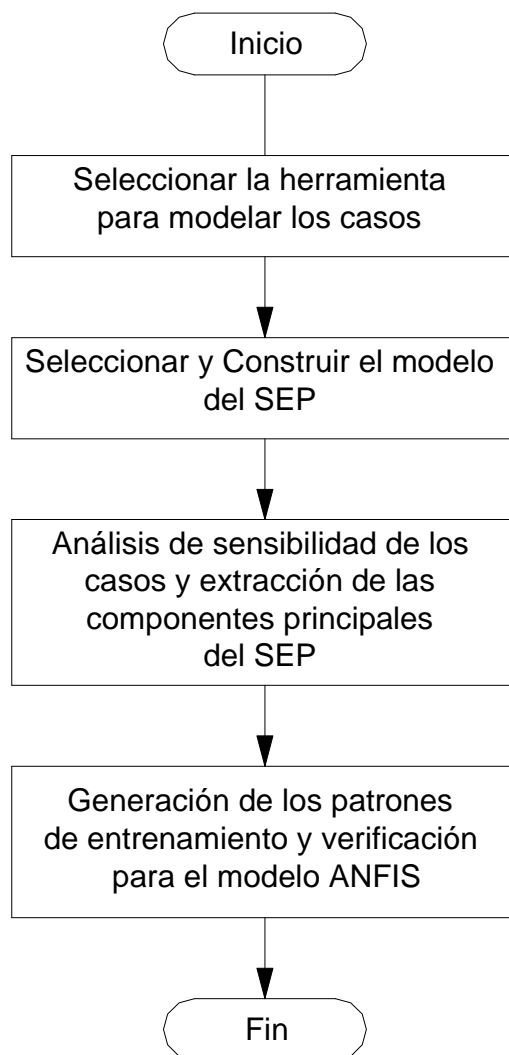 Inicio
Seleccionar la herramienta
para modelar los casos
Seleccionar y Construir el modelo
del SEP
Análisis de sensibilidad de los
casos y extracción de las
componentes principales
del SEP
Generación de los patrones
de entrenamiento y verificación
para el modelo ANFIS
Fin